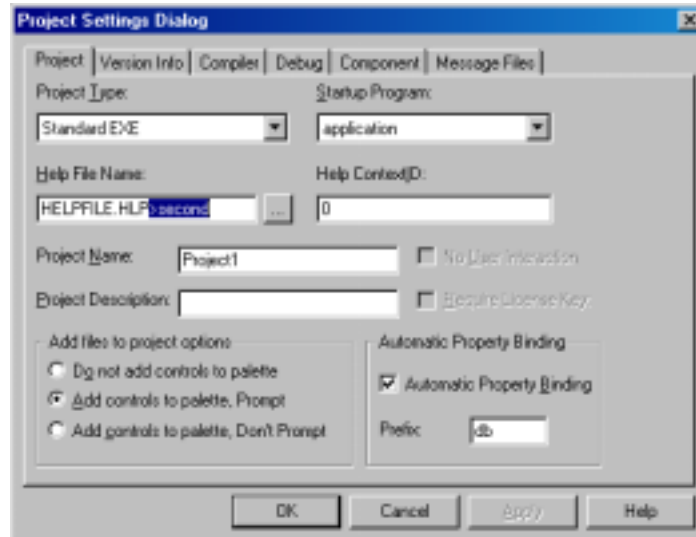 Project Settings Dialog
Project Version Info Compiler Debug Component Message Files
Project Type: Startup Program:
Standard EXE application
Help File Name: Help ContextID:
HELPFILE.HLP>second ... 0
Project Name: Project1 No User Interaction
Project Description: Require License Key
Add files to project options Automatic Property Binding
Do not add controls to palette
Automatic Property Binding
Add controls to palette, Prompt
Add controls to palette, Don't Prompt Prefix: db
OK Cancel Apply Help